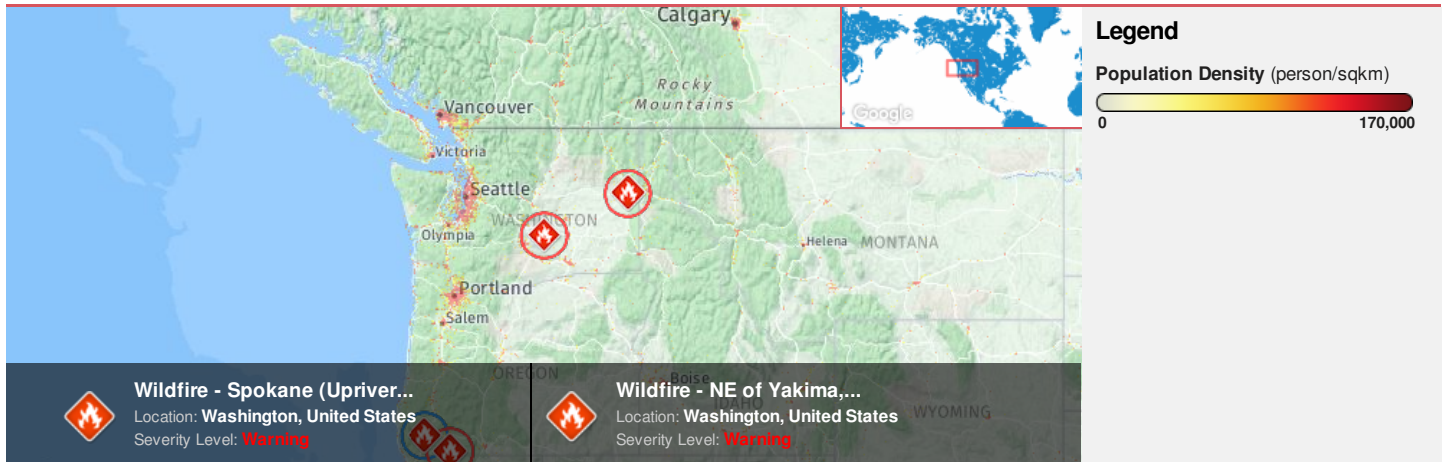 Calgary
Rocky
Mountains
Vancouver
Victoria
Seattle
WASHINGTON
Olympia
Helena
MONTANA
Portland
Salem
OREGON
Boise
IDAHO
WYOMING
Google
Legend
Population Density (person/sqkm)
0 170,000
Wildfire - Spokane (Upriver...
Location: Washington, United States
Severity Level: Warning
Wildfire - NE of Yakima,...
Location: Washington, United States
Severity Level: Warning